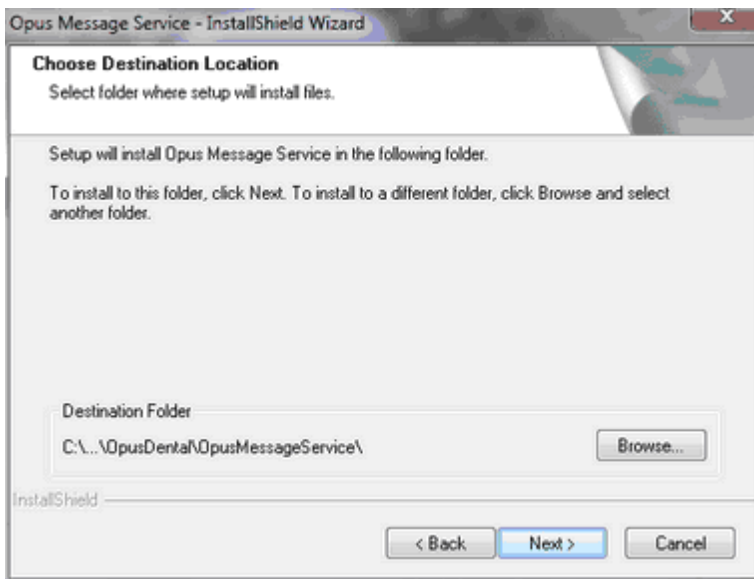 Opus Message Service - InstallShield Wizard
Choose Destination Location
Select folder where setup will install files.
Setup will install Opus Message Service in the following folder.
To install to this folder, click Next. To install to a different folder, click Browse and select
another folder.
Destination Folder
C:\...\OpusDental\OpusMessageService\
Browse...
InstallShield
< Back
Next >
Cancel